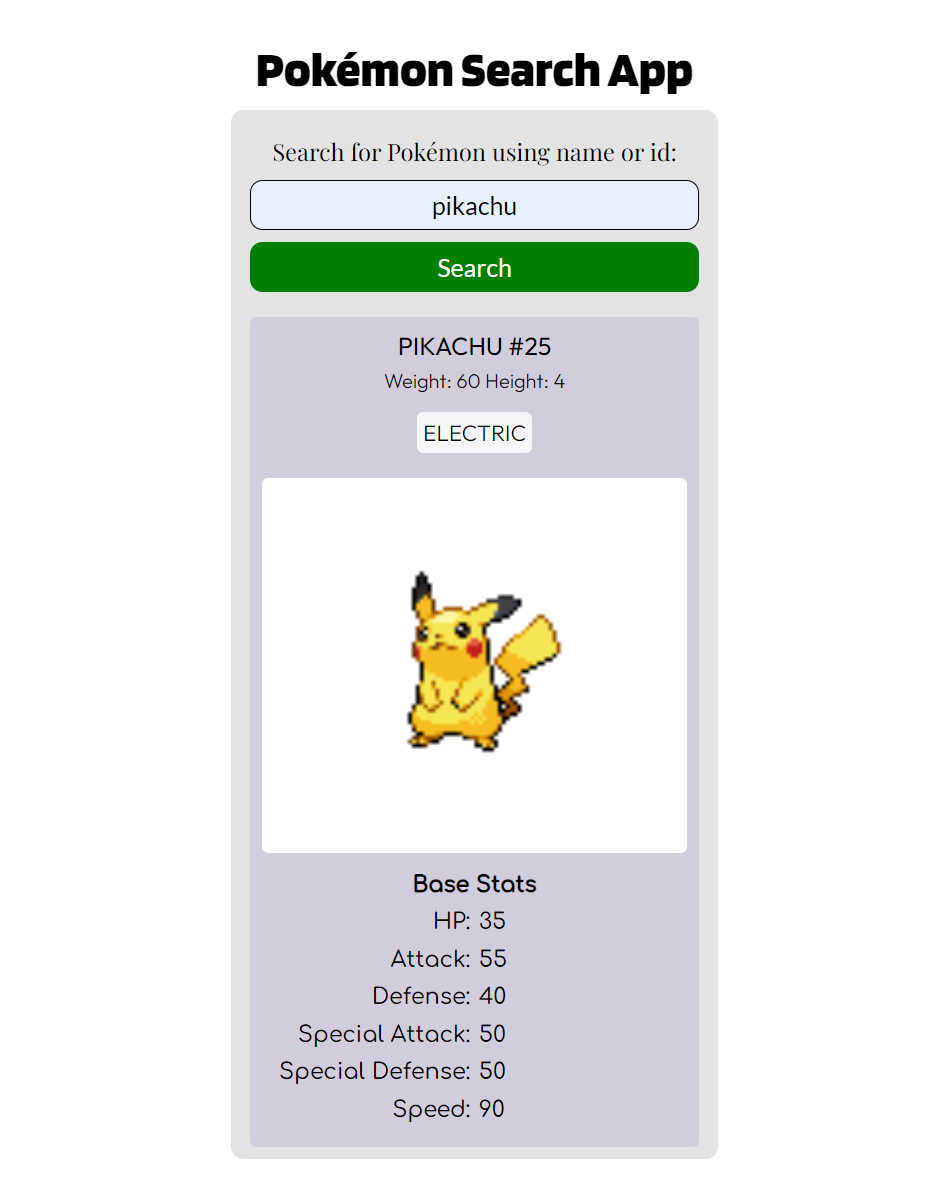 Pokémon Search App
Search for Pokémon using name or id:
pikachu
Search
PIKACHU #25
Weight: 60 Height: 4
ELECTRIC
Base Stats
HP: 35
Attack: 55
Defense: 40
Special Attack: 50
Special Defense: 50
Speed: 90